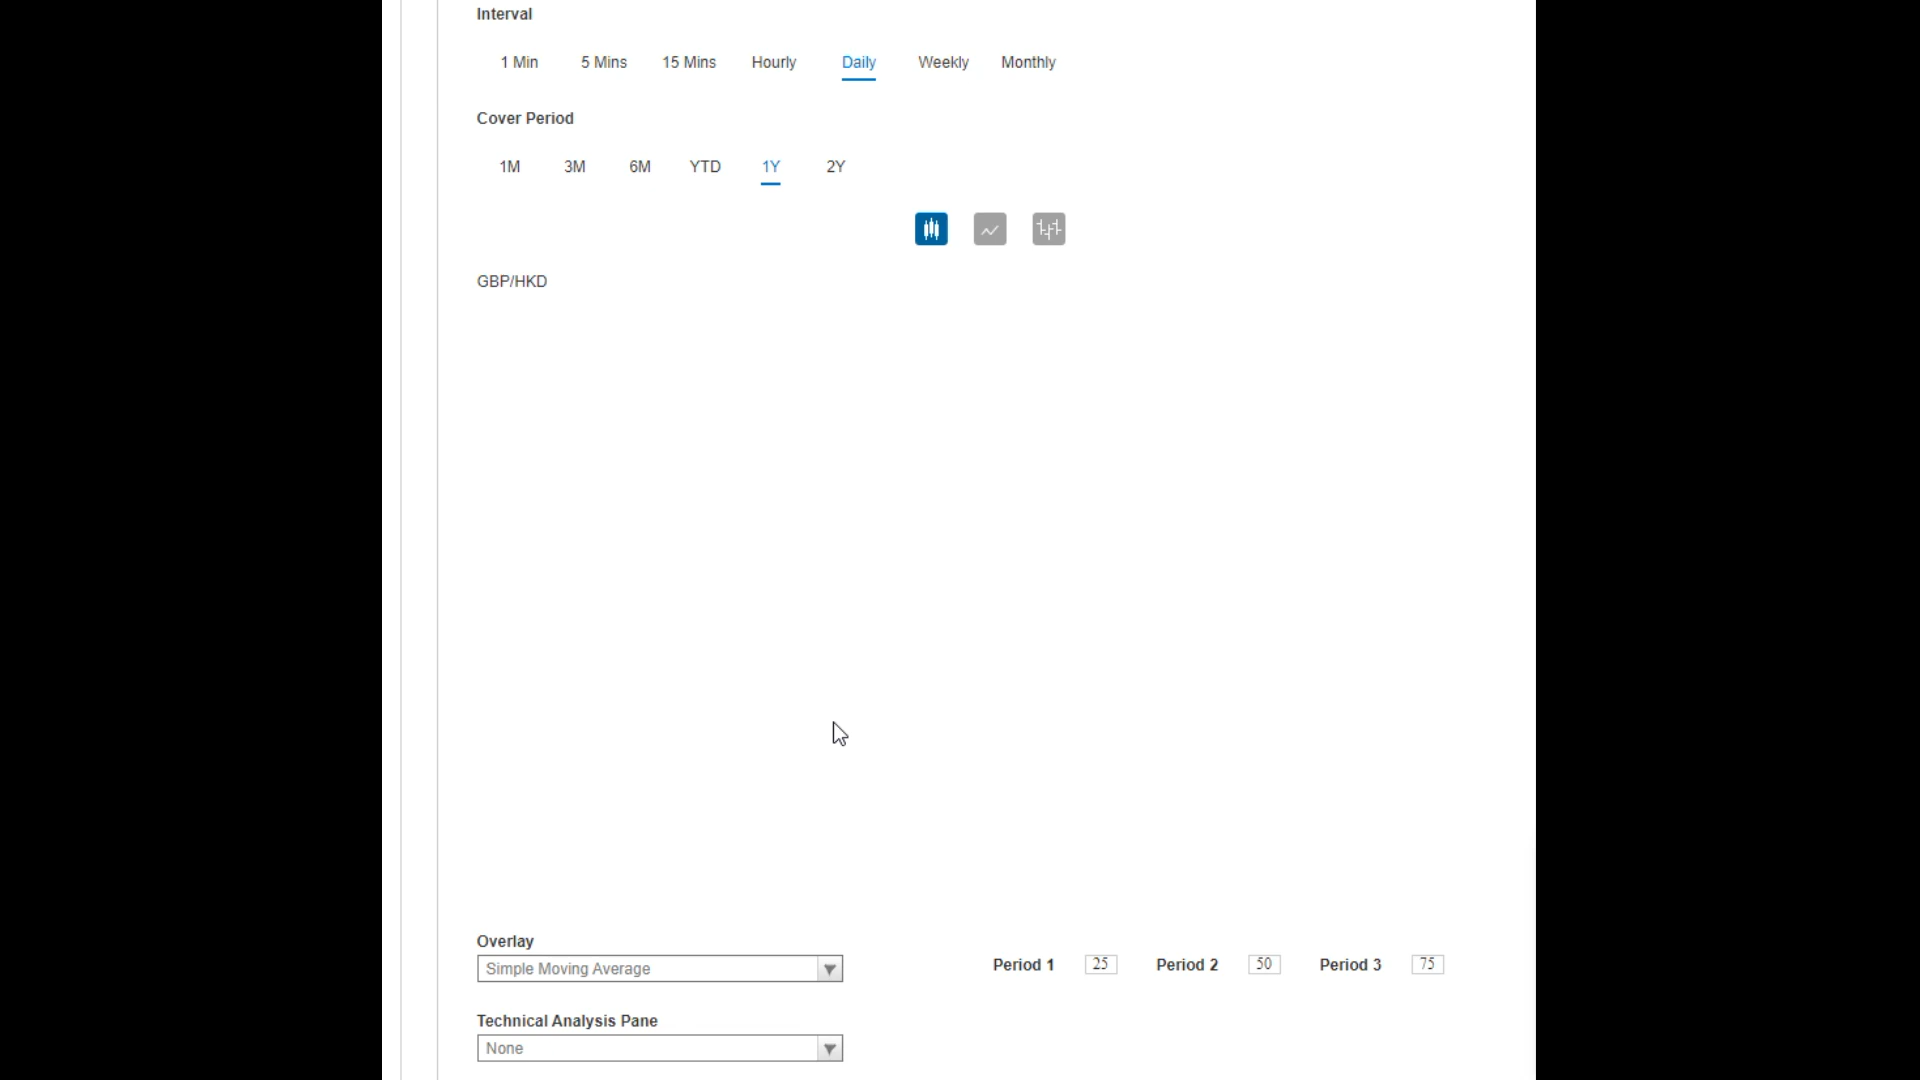 Interval
1 Min 5 Mins 15 Mins Hourly Daily Weekly Monthly
Cover Period
1M 3M 6M YTD 1Y 2Y
GBP/HKD
Overlay
Simple Moving Average
Period 1 25 Period 2 50 Period 3 75
Technical Analysis Pane
None